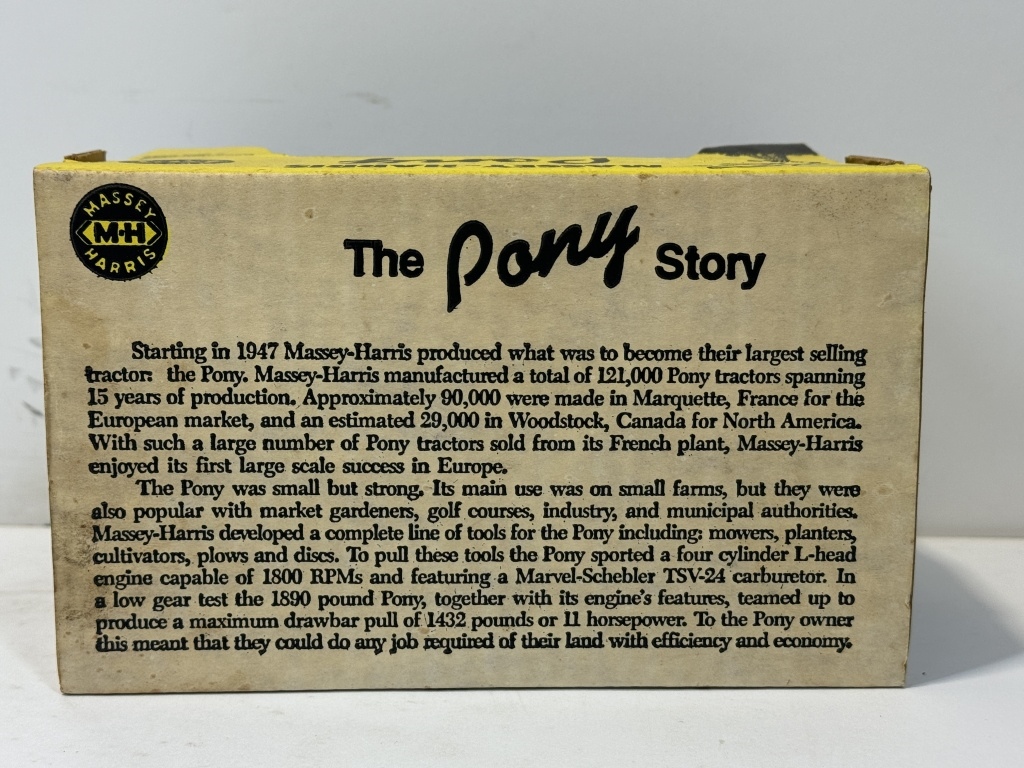 MASSEY
M-H
HARRIS
The Pony Story
Starting in 1947 Massey-Harris produced what was to become their largest selling
tractor: the Pony. Massey-Harris manufactured a total of 121,000 Pony tractors spanning
15 years of production. Approximately 90,000 were made in Marquette, France for the
European market, and an estimated 29,000 in Woodstock, Canada for North America.
With such a large number of Pony tractors sold from its French plant, Massey-Harris
enjoyed its first large scale success in Europe.
The Pony was small but strong. Its main use was on small farms, but they were
also popular with market gardeners, golf courses, industry, and municipal authorities.
Massey-Harris developed a complete line of tools for the Pony including: mowers, planters,
cultivators, plows and discs. To pull these tools the Pony sported a four cylinder L-head
engine capable of 1800 RPMs and featuring a Marvel-Schebler TSV-24 carburetor. In
a low gear test the 1890 pound Pony, together with its engine's features, teamed up to
produce a maximum drawbar pull of 1432 pounds or 11 horsepower. To the Pony owner
this meant that they could do any job required of their land with efficiency and economy.